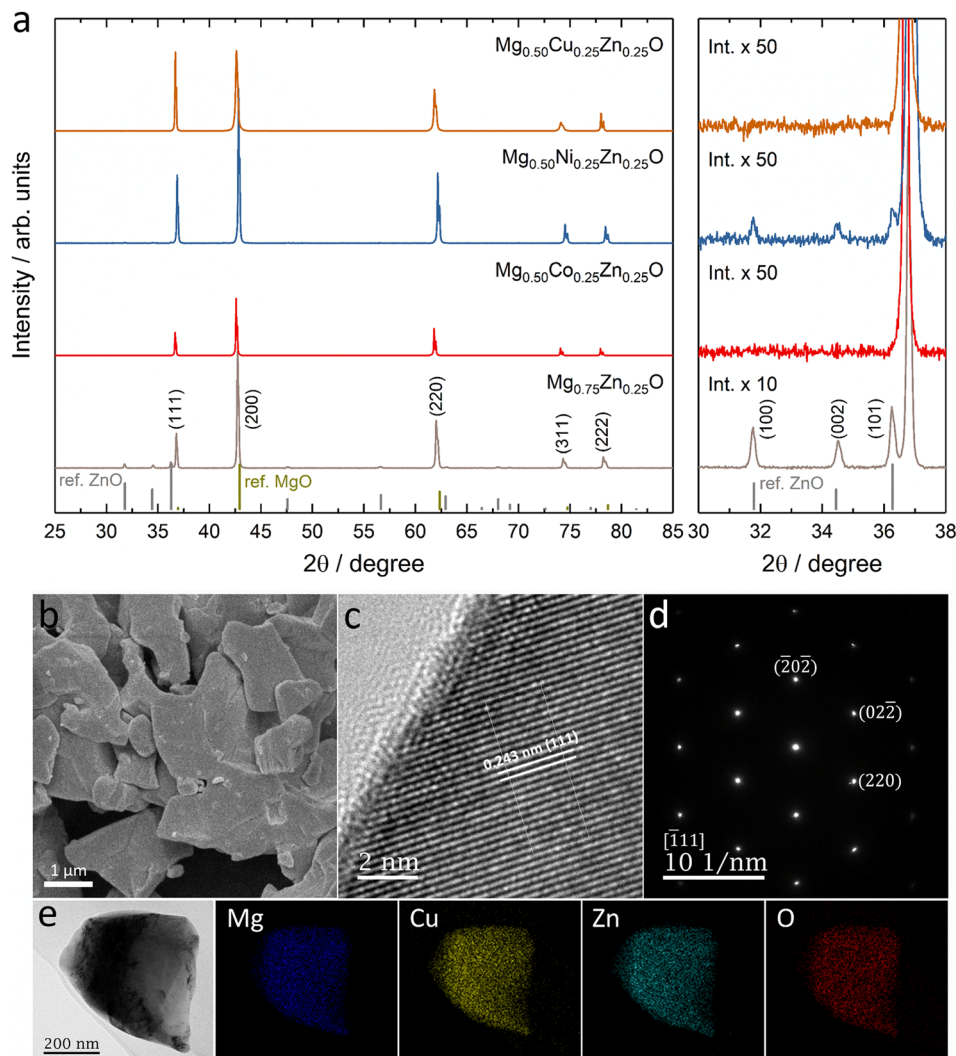 a
Intensity / arb. units
Mg0.50Cu0.25Zn0.25O
Mg0.50Ni0.25Zn0.25O
Mg0.50Co0.25Zn0.25O
Mg0.75Zn0.25O
(111)
(200)
(220)
(311)
(222)
ref. ZnO
ref. MgO
25 30 35 40 45 50 55 60 65 70 75 80 85
2θ / degree
Int. x 50
Int. x 50
Int. x 50
Int. x 10
(100)
(002)
(101)
ref. ZnO
30 32 34 36 38
2θ / degree
b
1 µm
c
0.243 nm (111)
2 nm
d
(2̅02̅)
(022̅)
(220)
[1̅11]
10 1/nm
e
200 nm
Mg
Cu
Zn
O